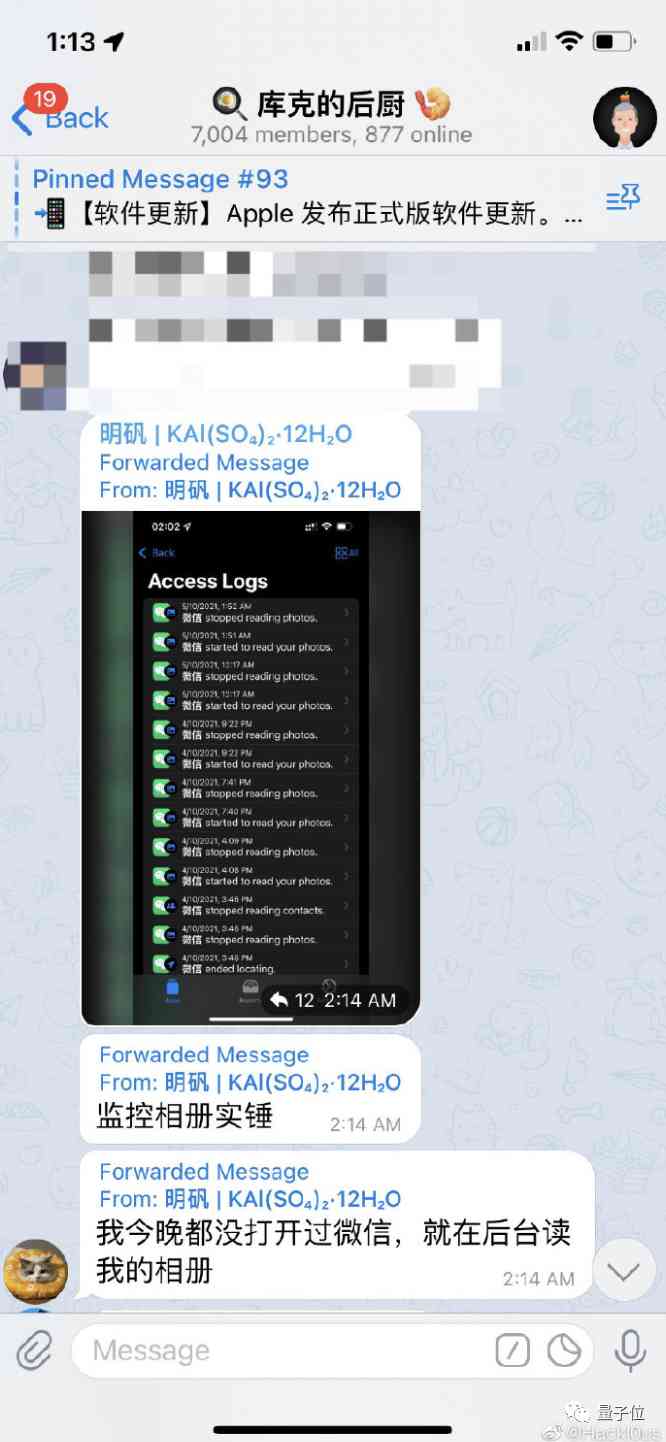 1:13
19
Back
🍳 库克的后厨 🍤
7,004 members, 877 online
Pinned Message #93
📲【软件更新】Apple 发布正式版软件更新。...
明矾 | KAl(SO₄)₂·12H₂O
Forwarded Message
From: 明矾 | KAl(SO₄)₂·12H₂O
02:02
Back
All
Access Logs
5/10/2021, 1:52 AM
微信 stopped reading photos.
5/10/2021, 1:51 AM
微信 started to read your photos.
5/10/2021, 12:17 AM
微信 stopped reading photos.
5/10/2021, 12:17 AM
微信 started to read your photos.
4/10/2021, 9:22 PM
微信 stopped reading photos.
4/10/2021, 9:22 PM
微信 started to read your photos.
4/10/2021, 7:41 PM
微信 stopped reading photos.
4/10/2021, 7:40 PM
微信 started to read your photos.
4/10/2021, 4:09 PM
微信 stopped reading photos.
4/10/2021, 4:08 PM
微信 started to read your photos.
4/10/2021, 3:46 PM
微信 stopped reading contacts.
4/10/2021, 3:46 PM
微信 stopped reading photos.
4/10/2021, 3:46 PM
微信 ended locating.
12 2:14 AM
Forwarded Message
From: 明矾 | KAl(SO₄)₂·12H₂O
监控相册实锤
2:14 AM
Forwarded Message
From: 明矾 | KAl(SO₄)₂·12H₂O
我今晚都没打开过微信，就在后台读
我的相册
2:14 AM
Message
量子位
@Hackl0us